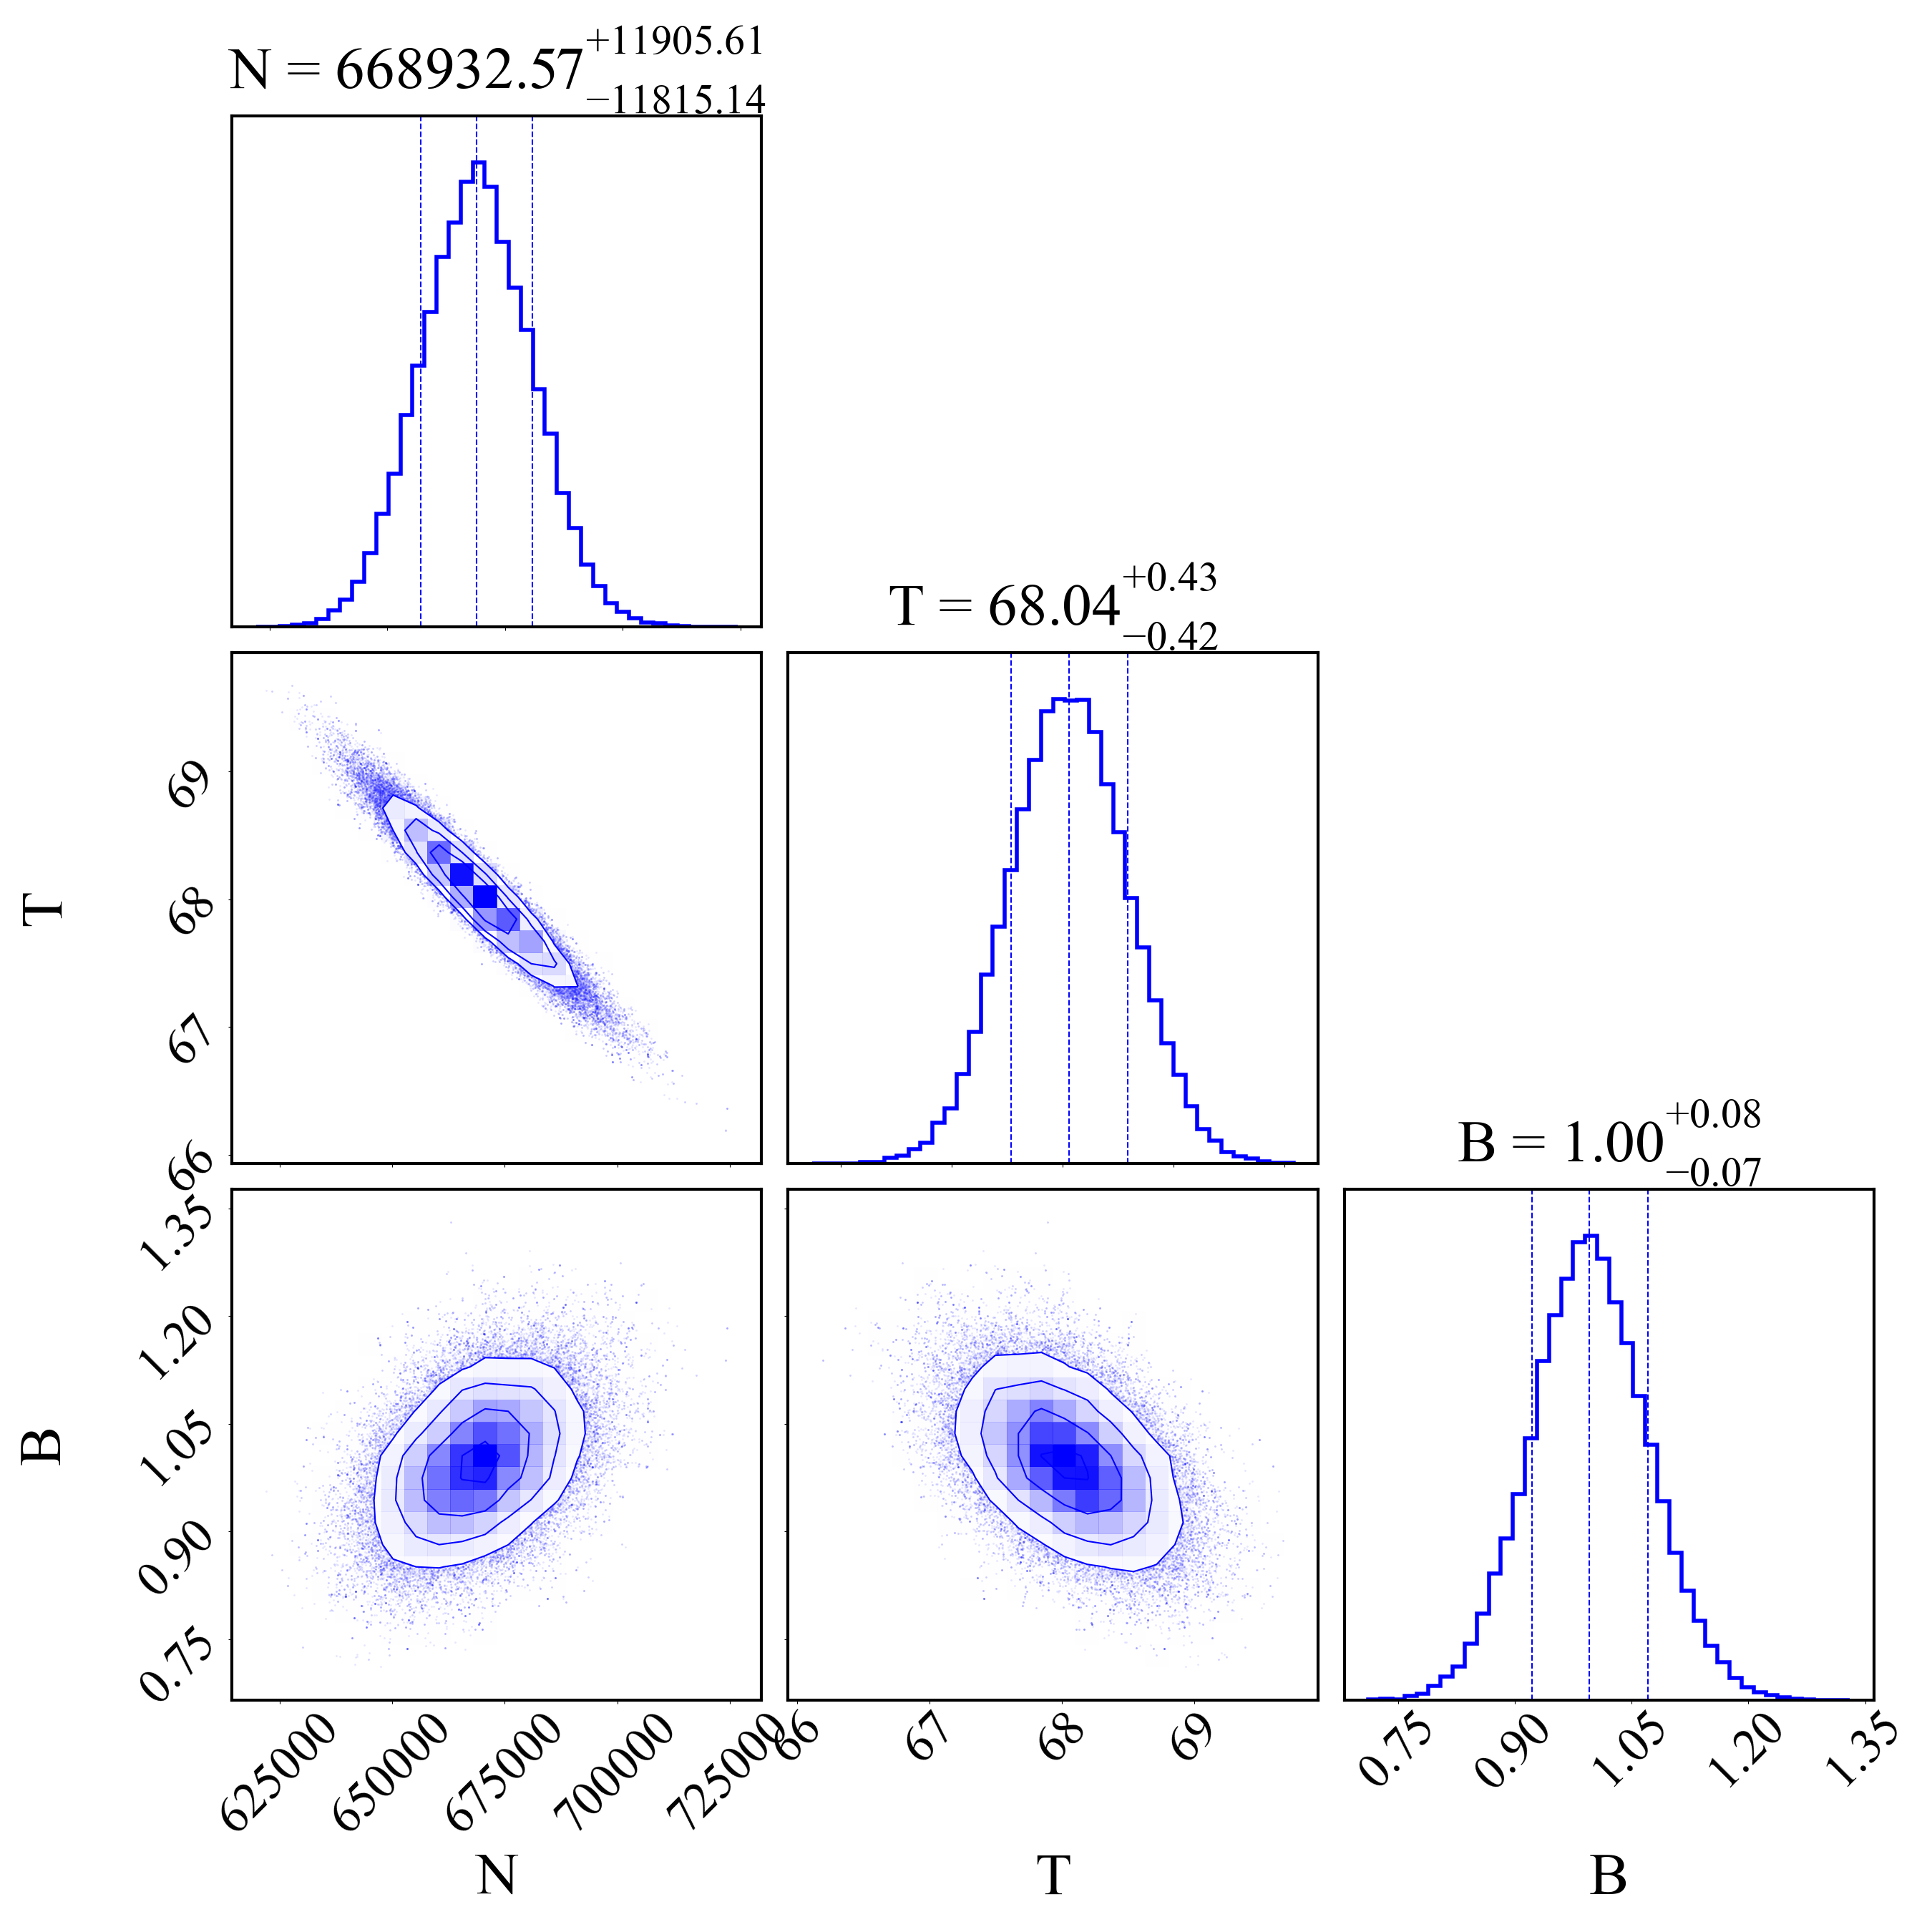 N = 668932.57 +11905.61 −11815.14
T = 68.04 +0.43 −0.42
T
69
68
67
66
B = 1.00 +0.08 −0.07
B
1.35
1.20
1.05
0.90
0.75
625000 650000 675000 700000 725000
66 67 68 69
0.75 0.90 1.05 1.20 1.35
N T B